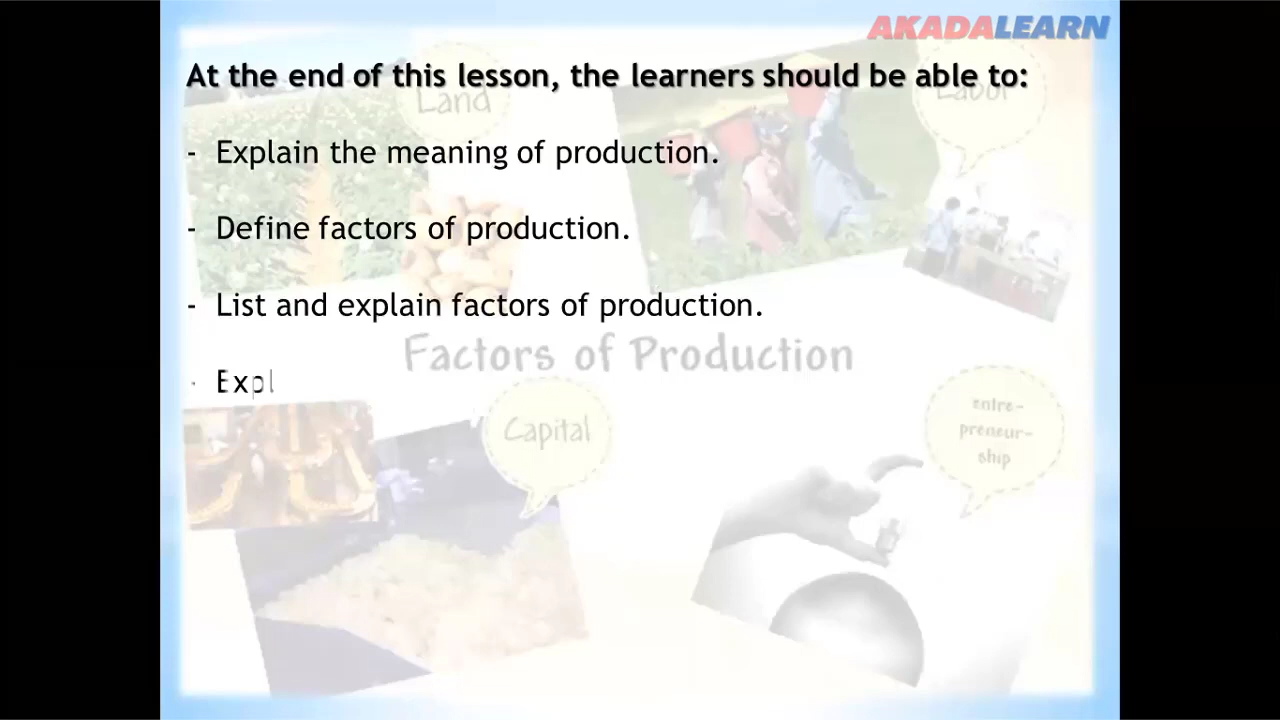 AKADALEARN
At the end of this lesson, the learners should be able to:
Land
Labor
- Explain the meaning of production.
- Define factors of production.
- List and explain factors of production.
Factors of Production
- Expl
Capital
entre-
preneur-
ship